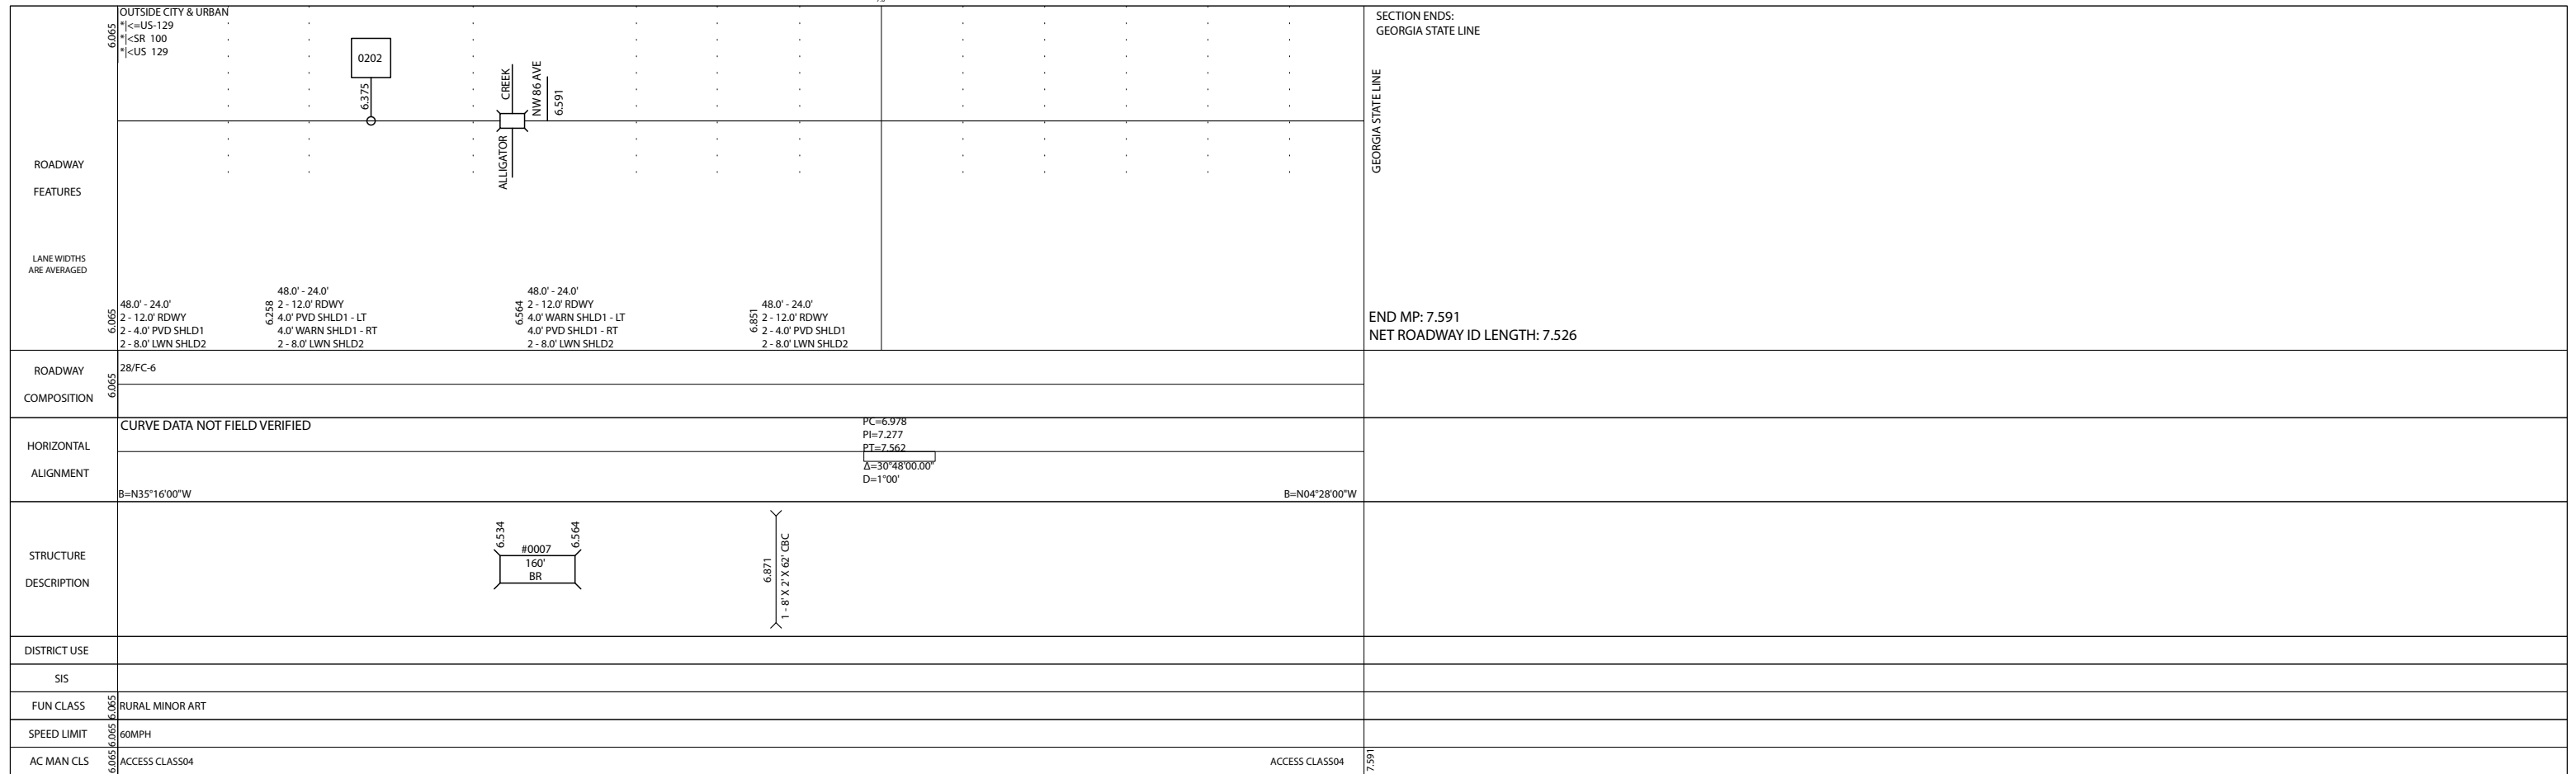 OUTSIDE CITY & URBAN
*|<=US-129
*|<SR 100
*|<US 129
6.065
0202
6.375
CREEK
ALLIGATOR
NW 86 AVE
6.591
SECTION ENDS:
GEORGIA STATE LINE
GEORGIA STATE LINE
ROADWAY
FEATURES
LANE WIDTHS
ARE AVERAGED
6.065
48.0' - 24.0'
2 - 12.0' RDWY
2 - 4.0' PVD SHLD1
2 - 8.0' LWN SHLD2
6.258
48.0' - 24.0'
2 - 12.0' RDWY
4.0' PVD SHLD1 - LT
4.0' WARN SHLD1 - RT
2 - 8.0' LWN SHLD2
6.564
48.0' - 24.0'
2 - 12.0' RDWY
4.0' WARN SHLD1 - LT
4.0' PVD SHLD1 - RT
2 - 8.0' LWN SHLD2
6.851
48.0' - 24.0'
2 - 12.0' RDWY
2 - 4.0' PVD SHLD1
2 - 8.0' LWN SHLD2
END MP: 7.591
NET ROADWAY ID LENGTH: 7.526
ROADWAY
COMPOSITION
6.065
28/FC-6
HORIZONTAL
ALIGNMENT
CURVE DATA NOT FIELD VERIFIED
PC=6.978
PI=7.277
PT=7.562
Δ=30°48'00.00"
D=1°00'
B=N35°16'00"W
B=N04°28'00"W
STRUCTURE
DESCRIPTION
6.534
6.564
#0007
160'
BR
6.871
1 - 8' X 2' X 62' CBC
DISTRICT USE
SIS
FUN CLASS
6.065
RURAL MINOR ART
SPEED LIMIT
6.065
60MPH
AC MAN CLS
6.065
ACCESS CLASS04
ACCESS CLASS04
7.591